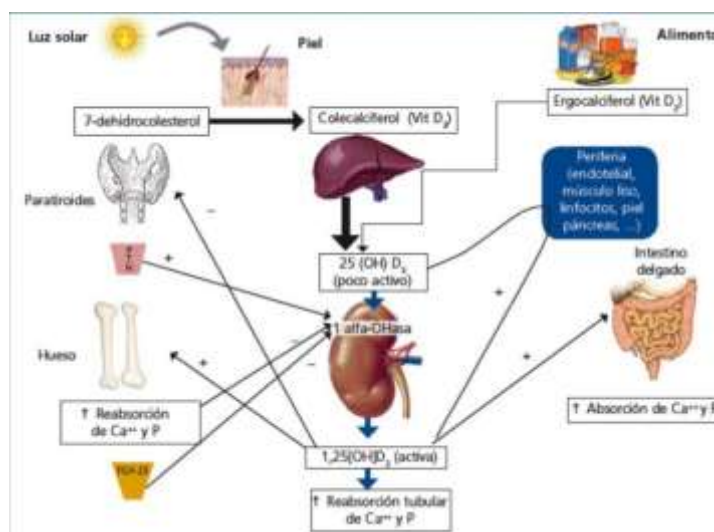 Luz solar
Piel
Alimento
7-dehidrocolesterol
Colecalciferol (Vit D3)
Ergocalciferol (Vit D2)
Paratiroides
Periferia
(endotelial,
músculo liso,
linfocitos, piel
páncreas, ...)
–
PTH
+
25 (OH) D3
(poco activo)
Intestino
delgado
+
1 alfa-OHasa
Hueso
+
–
–
+
↑ Reabsorción
de Ca++ y P
↑ Absorción de Ca++ y P
1,25[OH]D3 (activa)
↑ Reabsorción tubular
de Ca++ y P